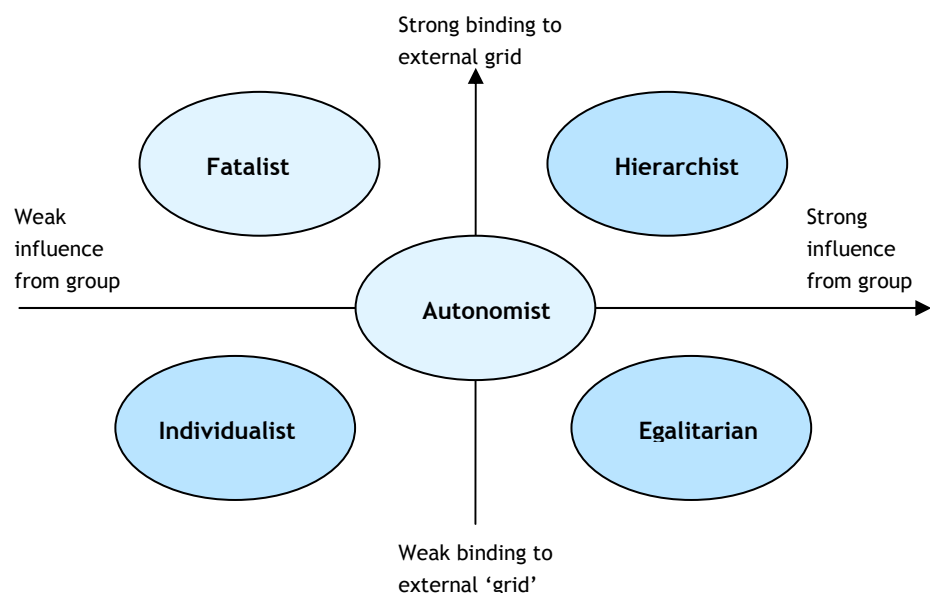 Strong binding to
external grid
Fatalist
Hierarchist
Weak
influence
from group
Strong
influence
from group
Autonomist
Individualist
Egalitarian
Weak binding to
external ‘grid’